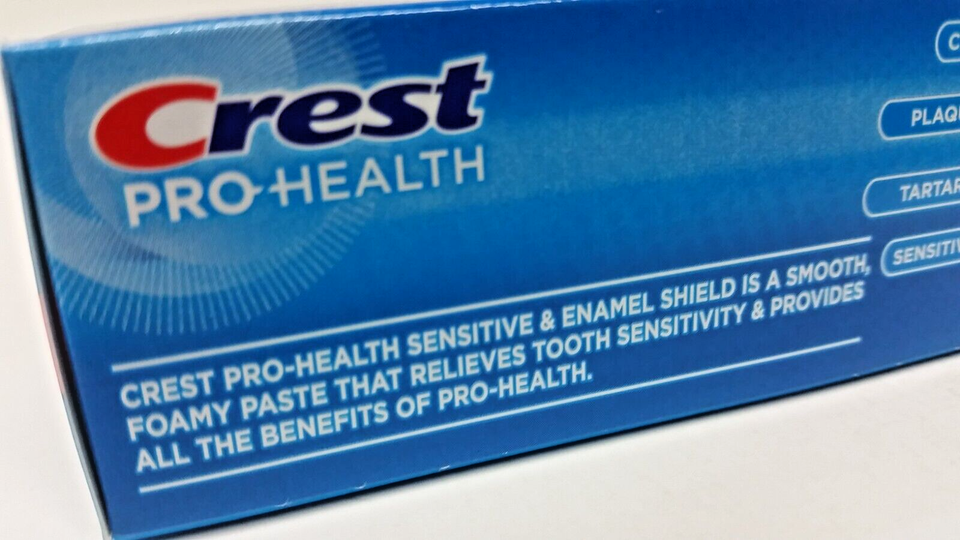 Crest
PRO-HEALTH
PLAQU
TARTAR
SENSITIV
CREST PRO-HEALTH SENSITIVE & ENAMEL SHIELD IS A SMOOTH,
FOAMY PASTE THAT RELIEVES TOOTH SENSITIVITY & PROVIDES
ALL THE BENEFITS OF PRO-HEALTH.